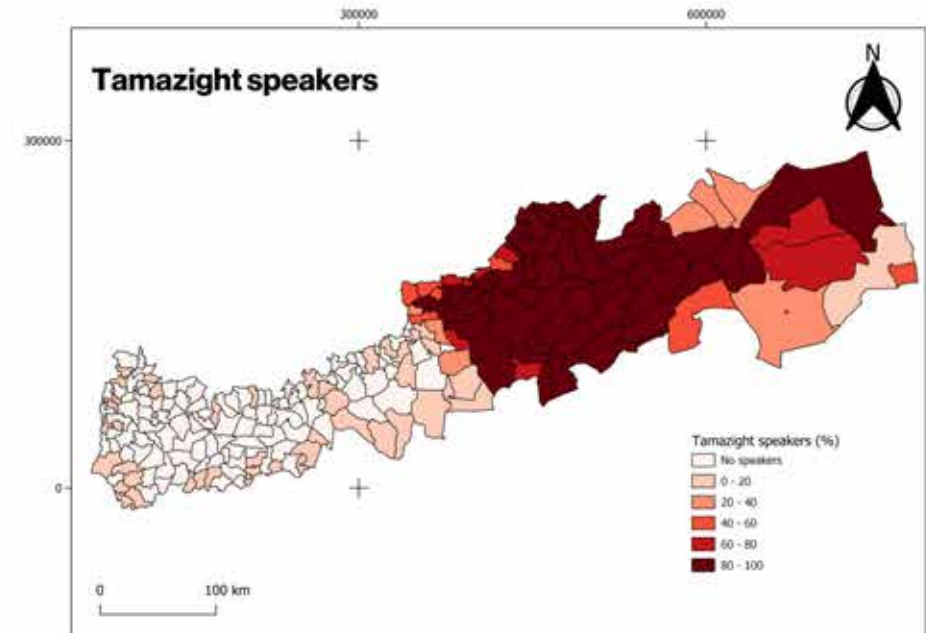 300000 600000
Tamazight speakers
N
300000
Tamazight speakers (%)
No speakers
0 - 20
20 - 40
40 - 60
60 - 80
80 - 100
0
0 100 km